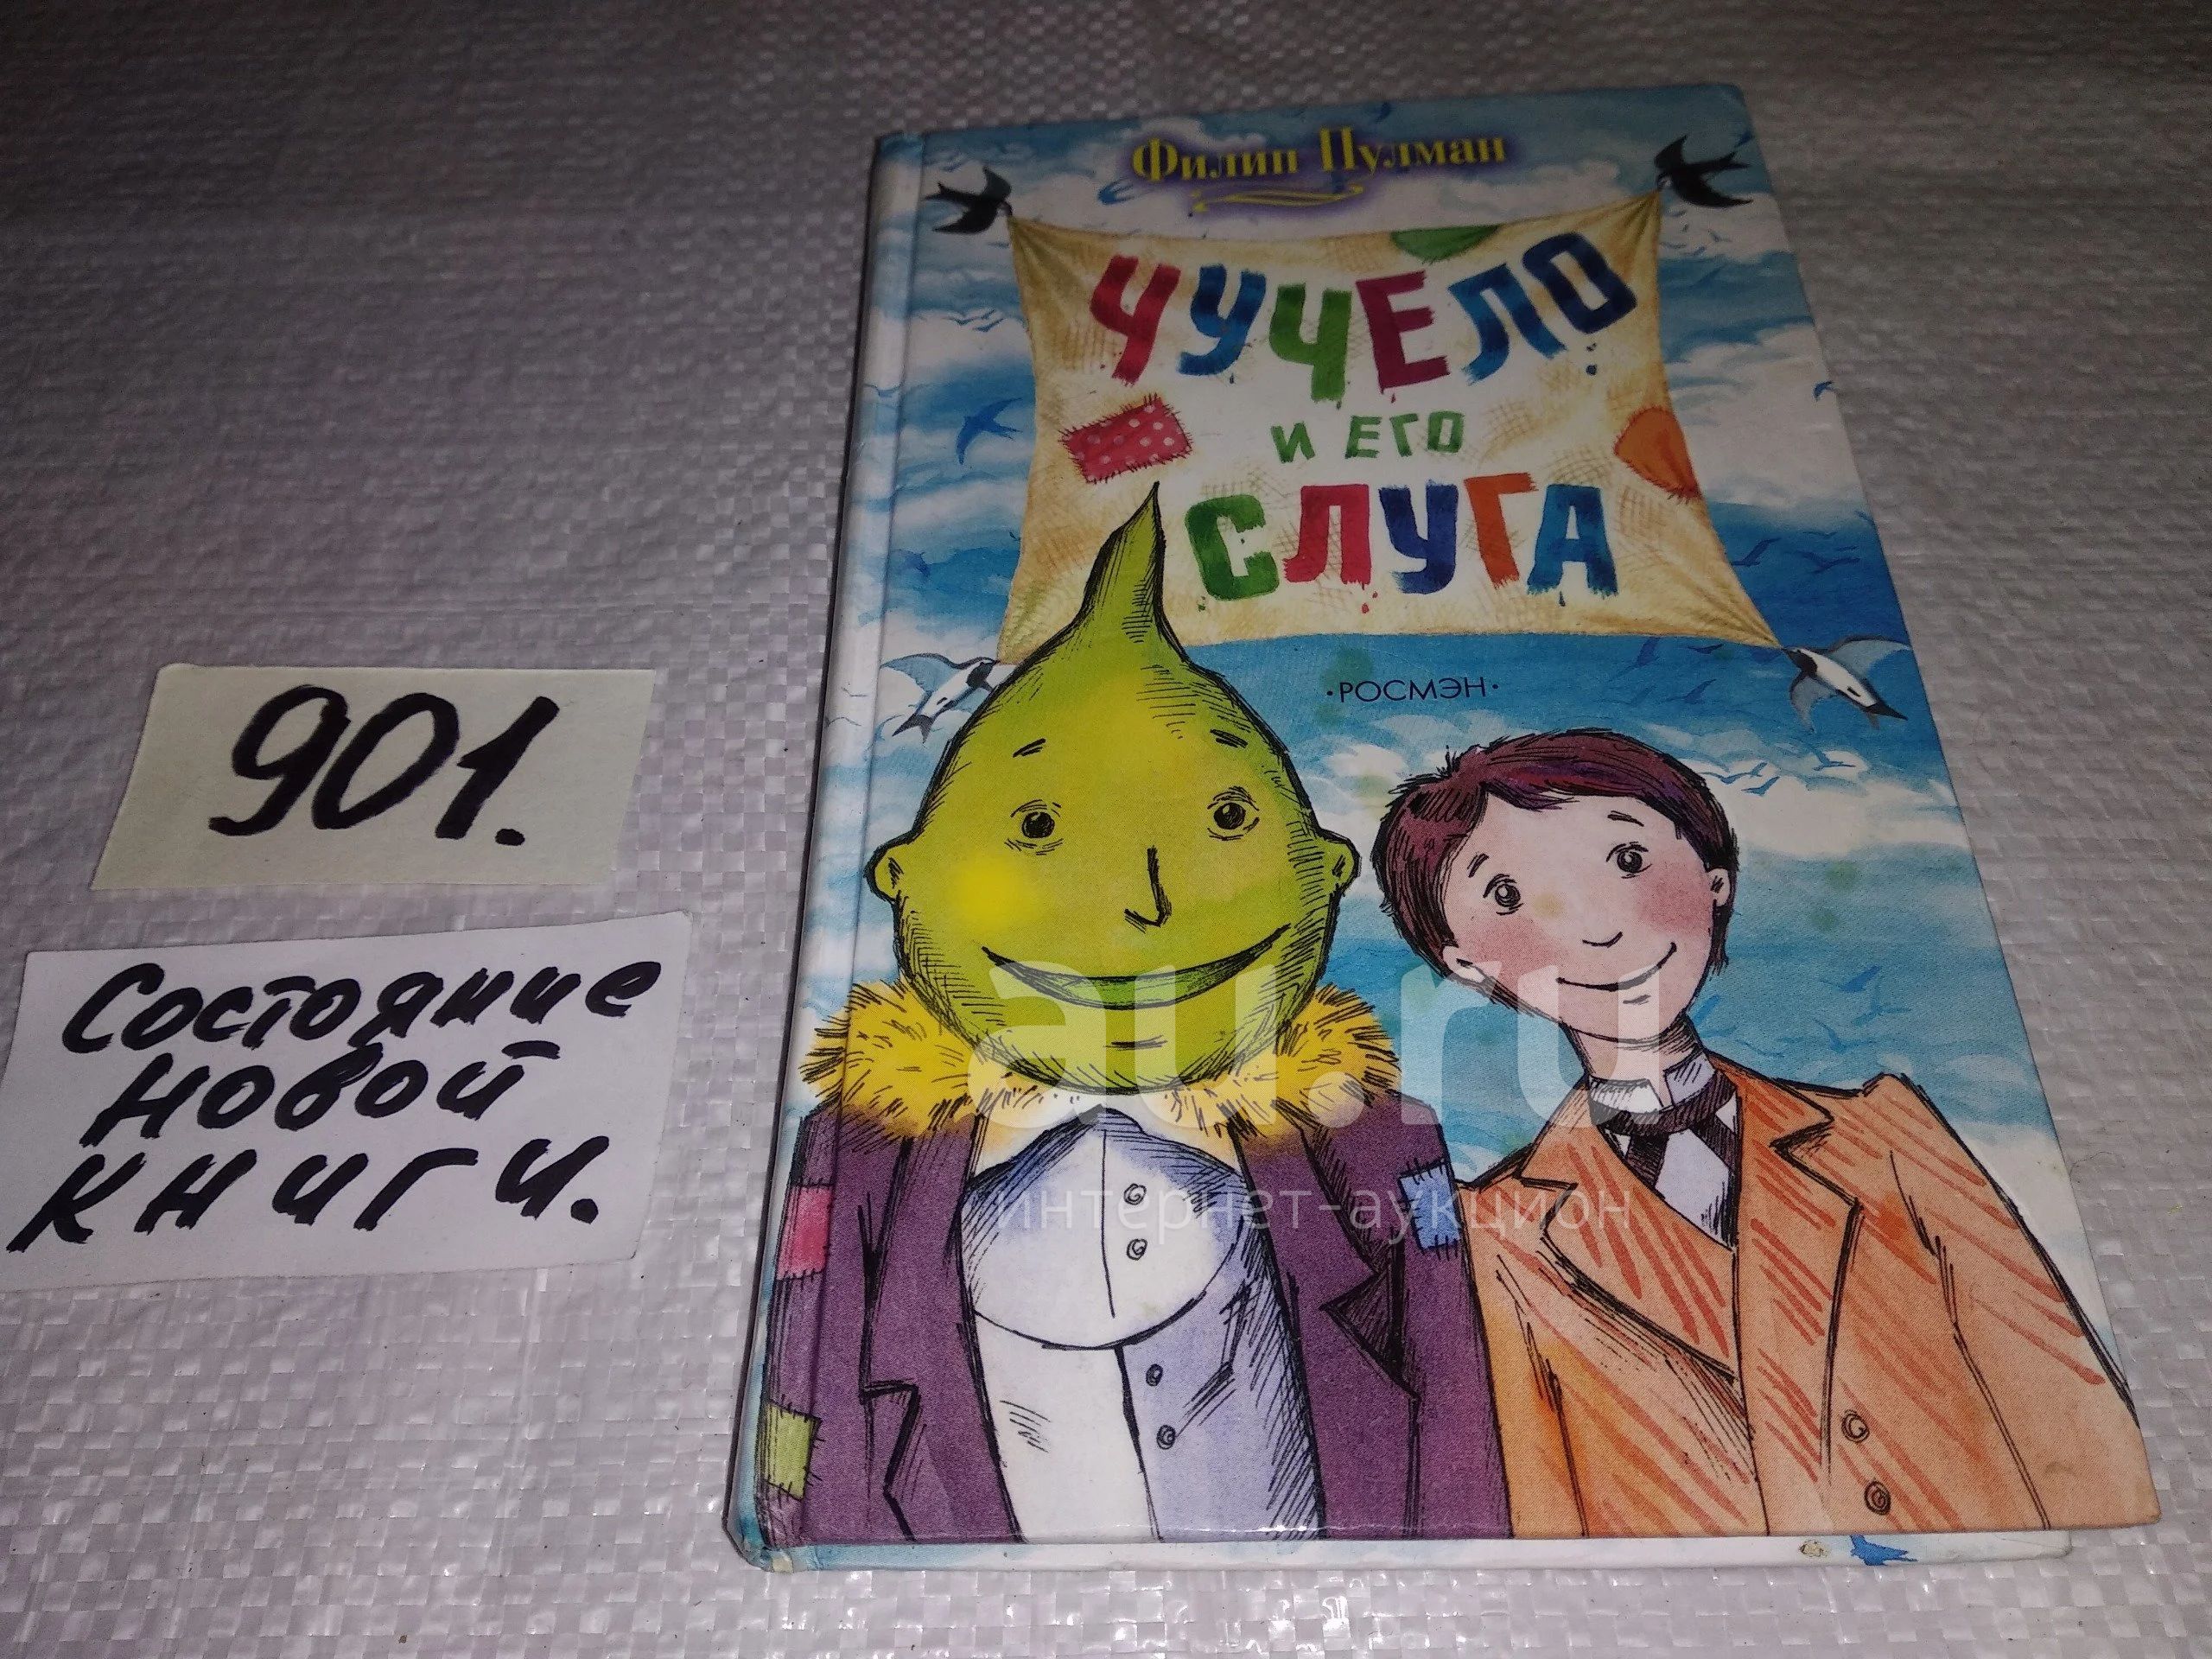 Филип Пулман
ЧУЧЕЛО
И ЕГО
СЛУГА
·РОСМЭН·
901.
Состояние
новой
книги.
au.ru
интернет-аукцион